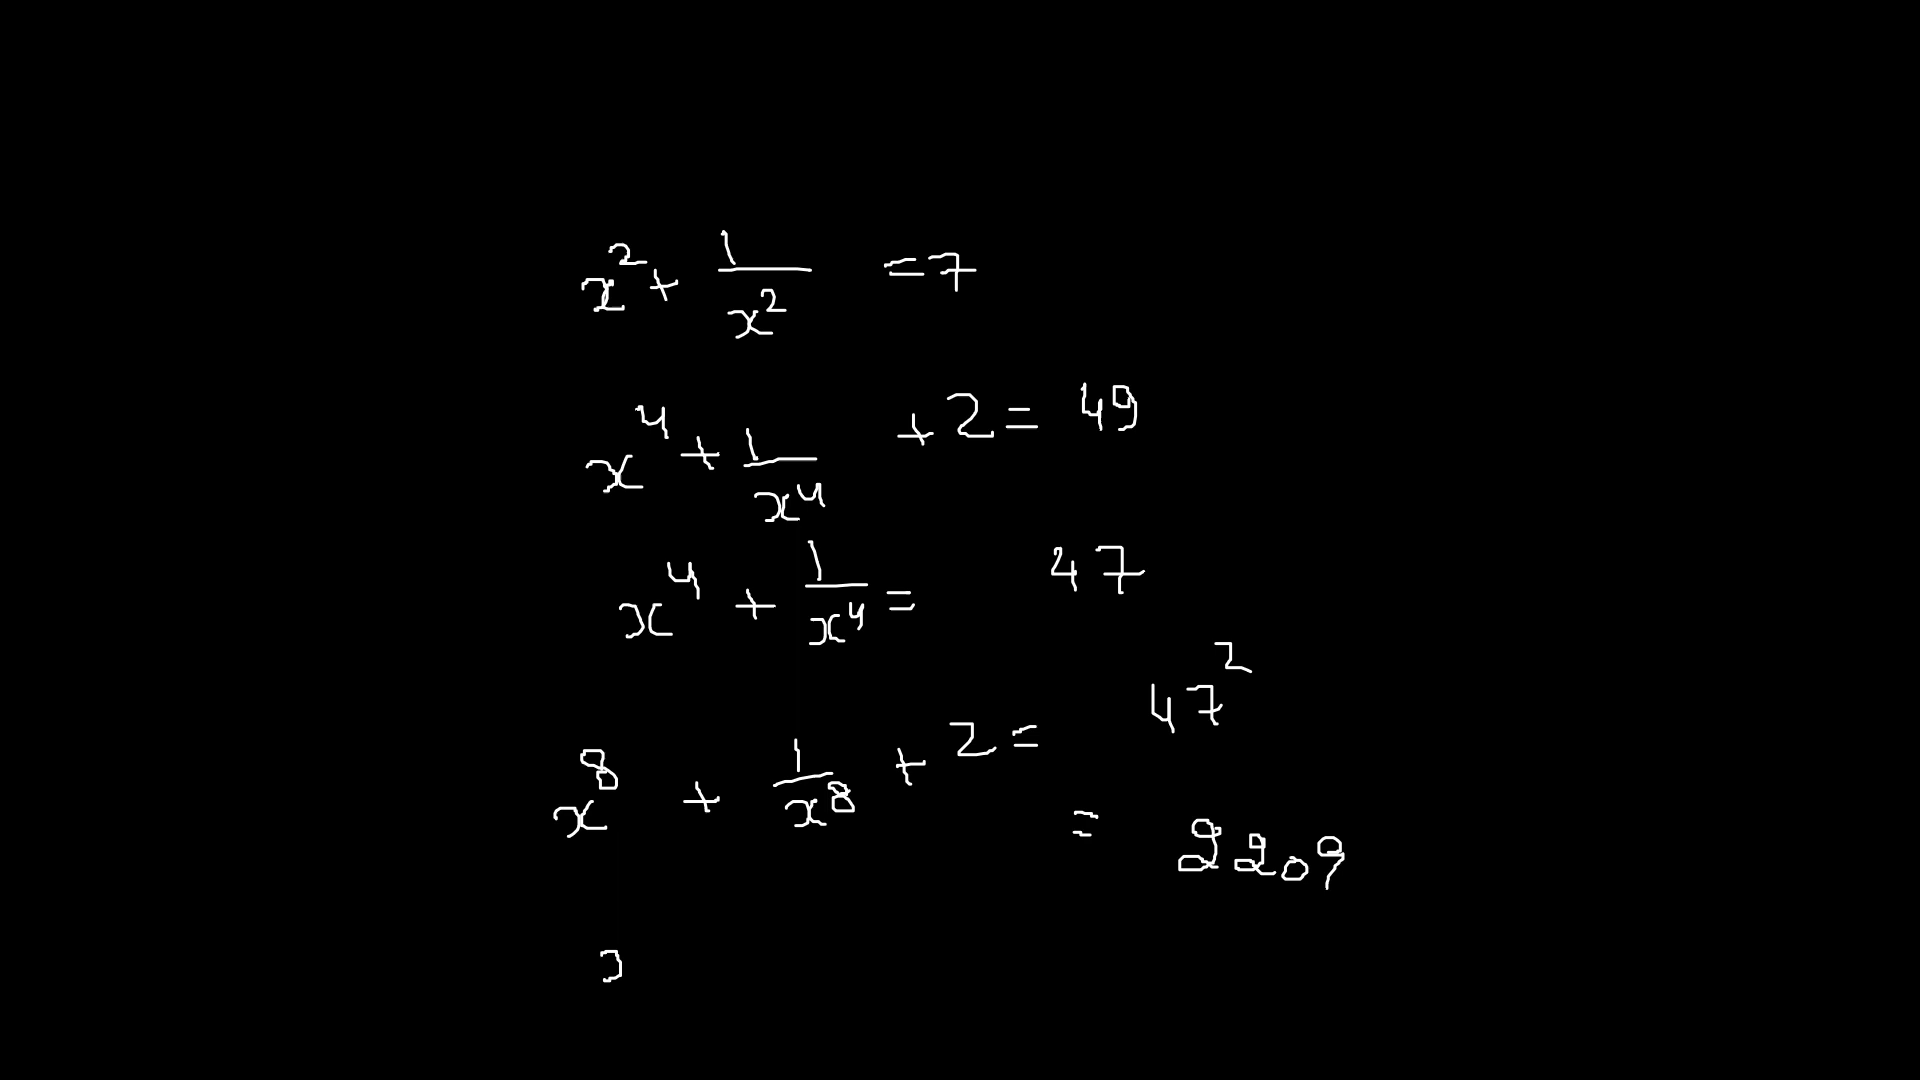 x² + 1/x² = 7
x⁴ + 1/x⁴ + 2 = 49
x⁴ + 1/x⁴ = 47
x⁸ + 1/x⁸ + 2 = 47²
= 2209